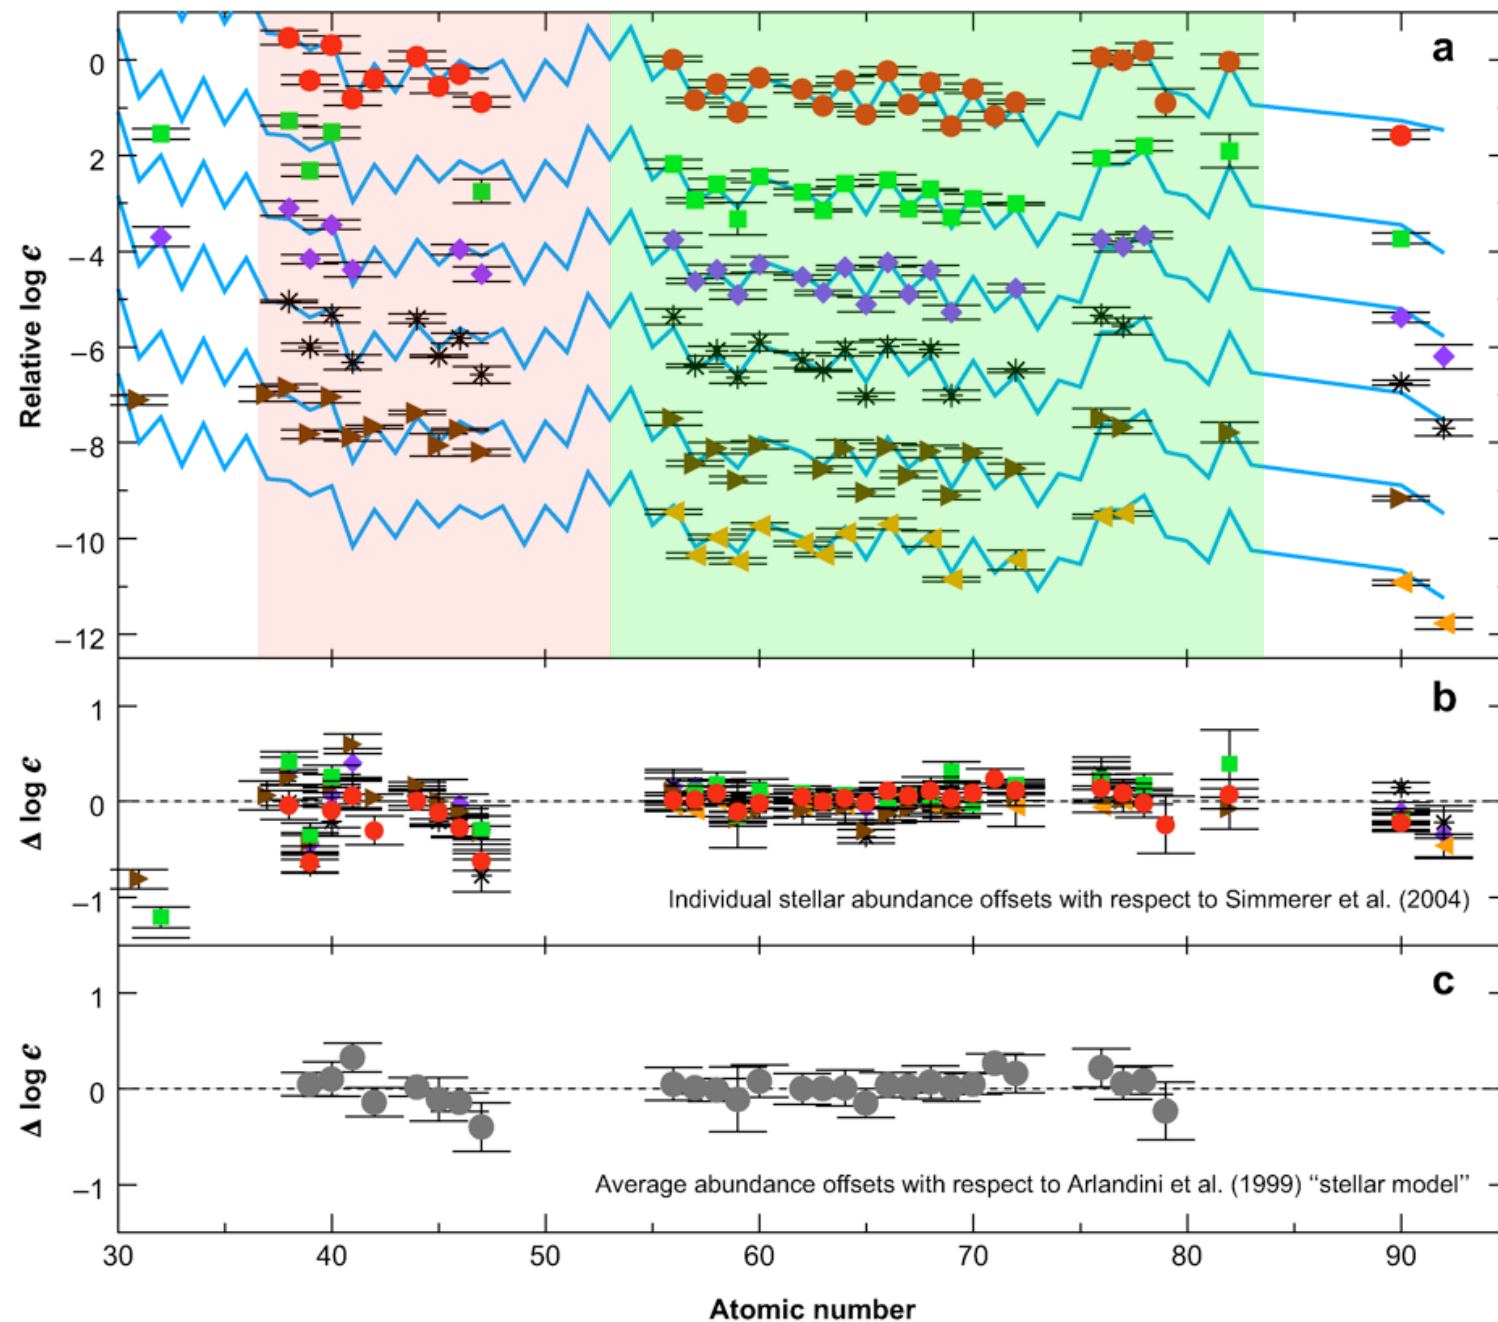 a
0
2
−4
−6
−8
−10
−12
Relative log ϵ
b
1
0
−1
Δ log ϵ
Individual stellar abundance offsets with respect to Simmerer et al. (2004)
c
1
0
−1
Δ log ϵ
Average abundance offsets with respect to Arlandini et al. (1999) “stellar model”
30 40 50 60 70 80 90
Atomic number